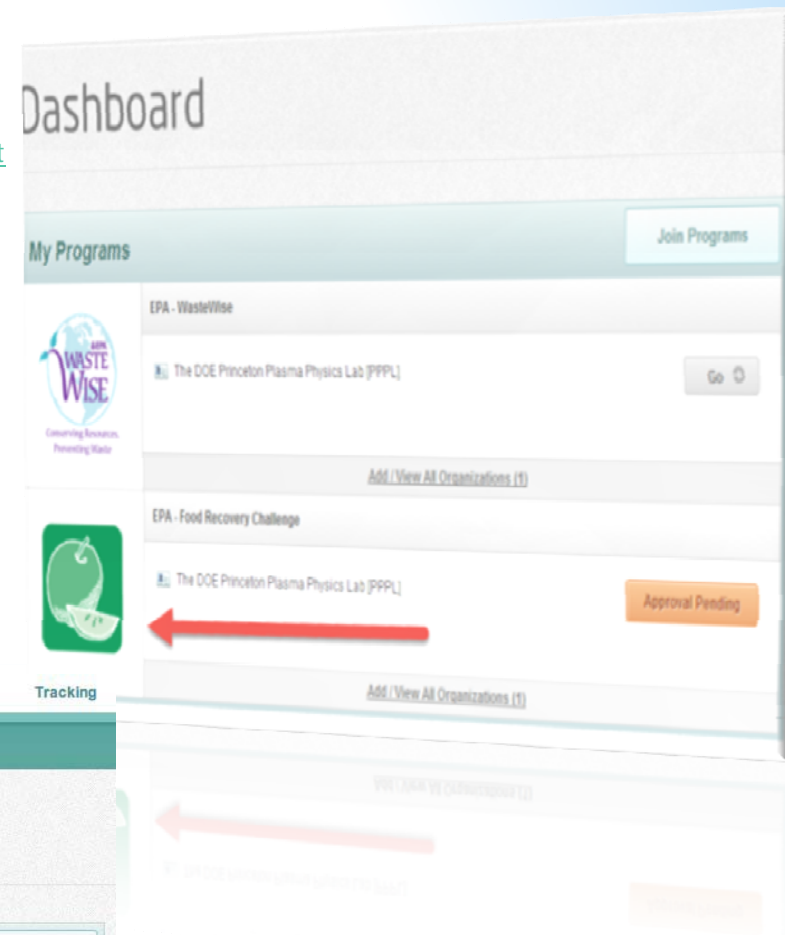 Dashboard
t
My Programs
Join Programs
EPA - WasteWise
WASTE
WISE
Conserving Resources,
Preventing Waste
The DOE Princeton Plasma Physics Lab [PPPL]
Go
Add / View All Organizations (1)
EPA - Food Recovery Challenge
The DOE Princeton Plasma Physics Lab [PPPL]
Approval Pending
Tracking
Add / View All Organizations (1)